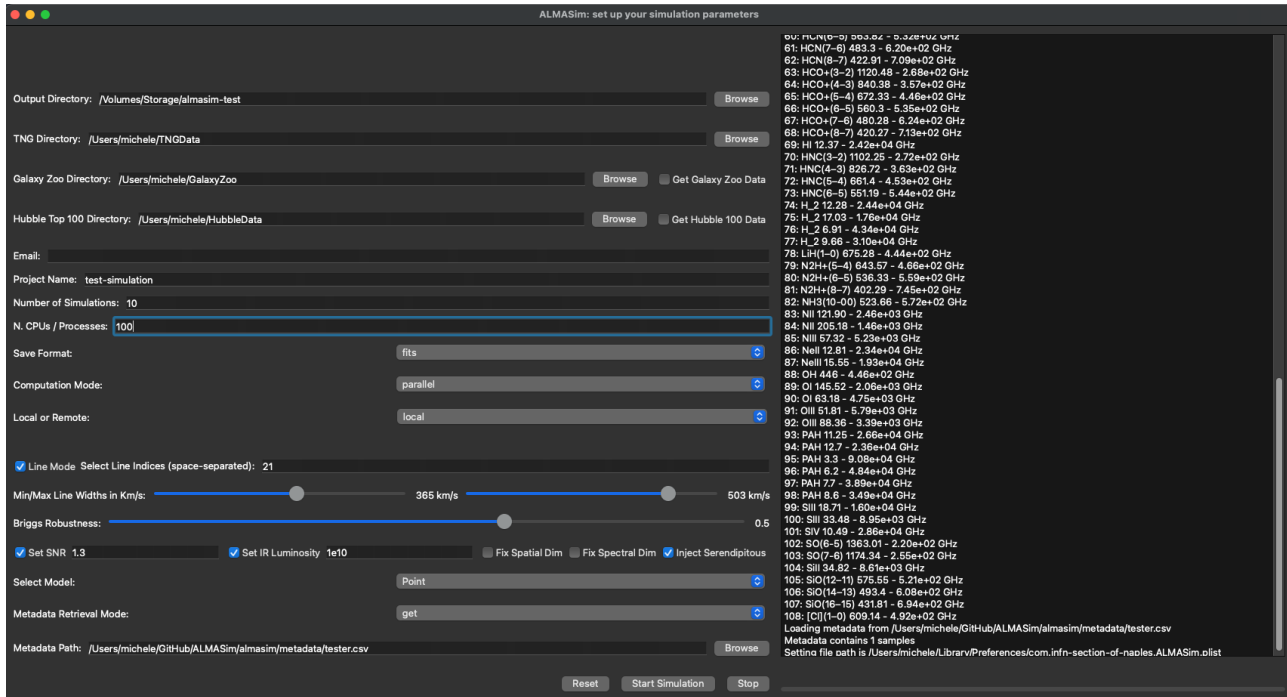 ALMASim: set up your simulation parameters
Output Directory: /Volumes/Storage/almasim-test Browse
TNG Directory: /Users/michele/TNGData Browse
Galaxy Zoo Directory: /Users/michele/GalaxyZoo Browse Get Galaxy Zoo Data
Hubble Top 100 Directory: /Users/michele/HubbleData Browse Get Hubble 100 Data
Email:
Project Name: test-simulation
Number of Simulations: 10
N. CPUs / Processes: 100
Save Format: fits
Computation Mode: parallel
Local or Remote: local
Line Mode Select Line Indices (space-separated): 21
Min/Max Line Widths in Km/s: 365 km/s 503 km/s
Briggs Robustness: 0.5
Set SNR 1.3 Set IR Luminosity 1e10 Fix Spatial Dim Fix Spectral Dim Inject Serendipitous
Select Model: Point
Metadata Retrieval Mode: get
Metadata Path: /Users/michele/GitHub/ALMASim/almasim/metadata/tester.csv Browse
Reset Start Simulation Stop
60: HCN(6–5) 563.82 - 5.32e+02 GHz
61: HCN(7–6) 483.3 - 6.20e+02 GHz
62: HCN(8–7) 422.91 - 7.09e+02 GHz
63: HCO+(3–2) 1120.48 - 2.68e+02 GHz
64: HCO+(4–3) 840.38 - 3.57e+02 GHz
65: HCO+(5–4) 672.33 - 4.46e+02 GHz
66: HCO+(6–5) 560.3 - 5.35e+02 GHz
67: HCO+(7–6) 480.28 - 6.24e+02 GHz
68: HCO+(8–7) 420.27 - 7.13e+02 GHz
69: HI 12.37 - 2.42e+04 GHz
70: HNC(3–2) 1102.25 - 2.72e+02 GHz
71: HNC(4–3) 826.72 - 3.63e+02 GHz
72: HNC(5–4) 661.4 - 4.53e+02 GHz
73: HNC(6–5) 551.19 - 5.44e+02 GHz
74: H_2 12.28 - 2.44e+04 GHz
75: H_2 17.03 - 1.76e+04 GHz
76: H_2 6.91 - 4.34e+04 GHz
77: H_2 9.66 - 3.10e+04 GHz
78: LiH(1–0) 675.28 - 4.44e+02 GHz
79: N2H+(5–4) 643.57 - 4.66e+02 GHz
80: N2H+(6–5) 536.33 - 5.59e+02 GHz
81: N2H+(8–7) 402.29 - 7.45e+02 GHz
82: NH3(10-00) 523.66 - 5.72e+02 GHz
83: NII 121.90 - 2.46e+03 GHz
84: NII 205.18 - 1.46e+03 GHz
85: NIII 57.32 - 5.23e+03 GHz
86: NeII 12.81 - 2.34e+04 GHz
87: NeIII 15.55 - 1.93e+04 GHz
88: OH 446 - 4.46e+02 GHz
89: OI 145.52 - 2.06e+03 GHz
90: OI 63.18 - 4.75e+03 GHz
91: OIII 51.81 - 5.79e+03 GHz
92: OIII 88.36 - 3.39e+03 GHz
93: PAH 11.25 - 2.66e+04 GHz
94: PAH 12.7 - 2.36e+04 GHz
95: PAH 3.3 - 9.08e+04 GHz
96: PAH 6.2 - 4.84e+04 GHz
97: PAH 7.7 - 3.89e+04 GHz
98: PAH 8.6 - 3.49e+04 GHz
99: SIII 18.71 - 1.60e+04 GHz
100: SIII 33.48 - 8.95e+03 GHz
101: SIV 10.49 - 2.86e+04 GHz
102: SO(6-5) 1363.01 - 2.20e+02 GHz
103: SO(7-6) 1174.34 - 2.55e+02 GHz
104: SiII 34.82 - 8.61e+03 GHz
105: SiO(12–11) 575.55 - 5.21e+02 GHz
106: SiO(14–13) 493.4 - 6.08e+02 GHz
107: SiO(16–15) 431.81 - 6.94e+02 GHz
108: [CI](1–0) 609.14 - 4.92e+02 GHz
Loading metadata from /Users/michele/GitHub/ALMASim/almasim/metadata/tester.csv
Metadata contains 1 samples
Setting file path is /Users/michele/Library/Preferences/com.infn-section-of-naples.ALMASim.plist